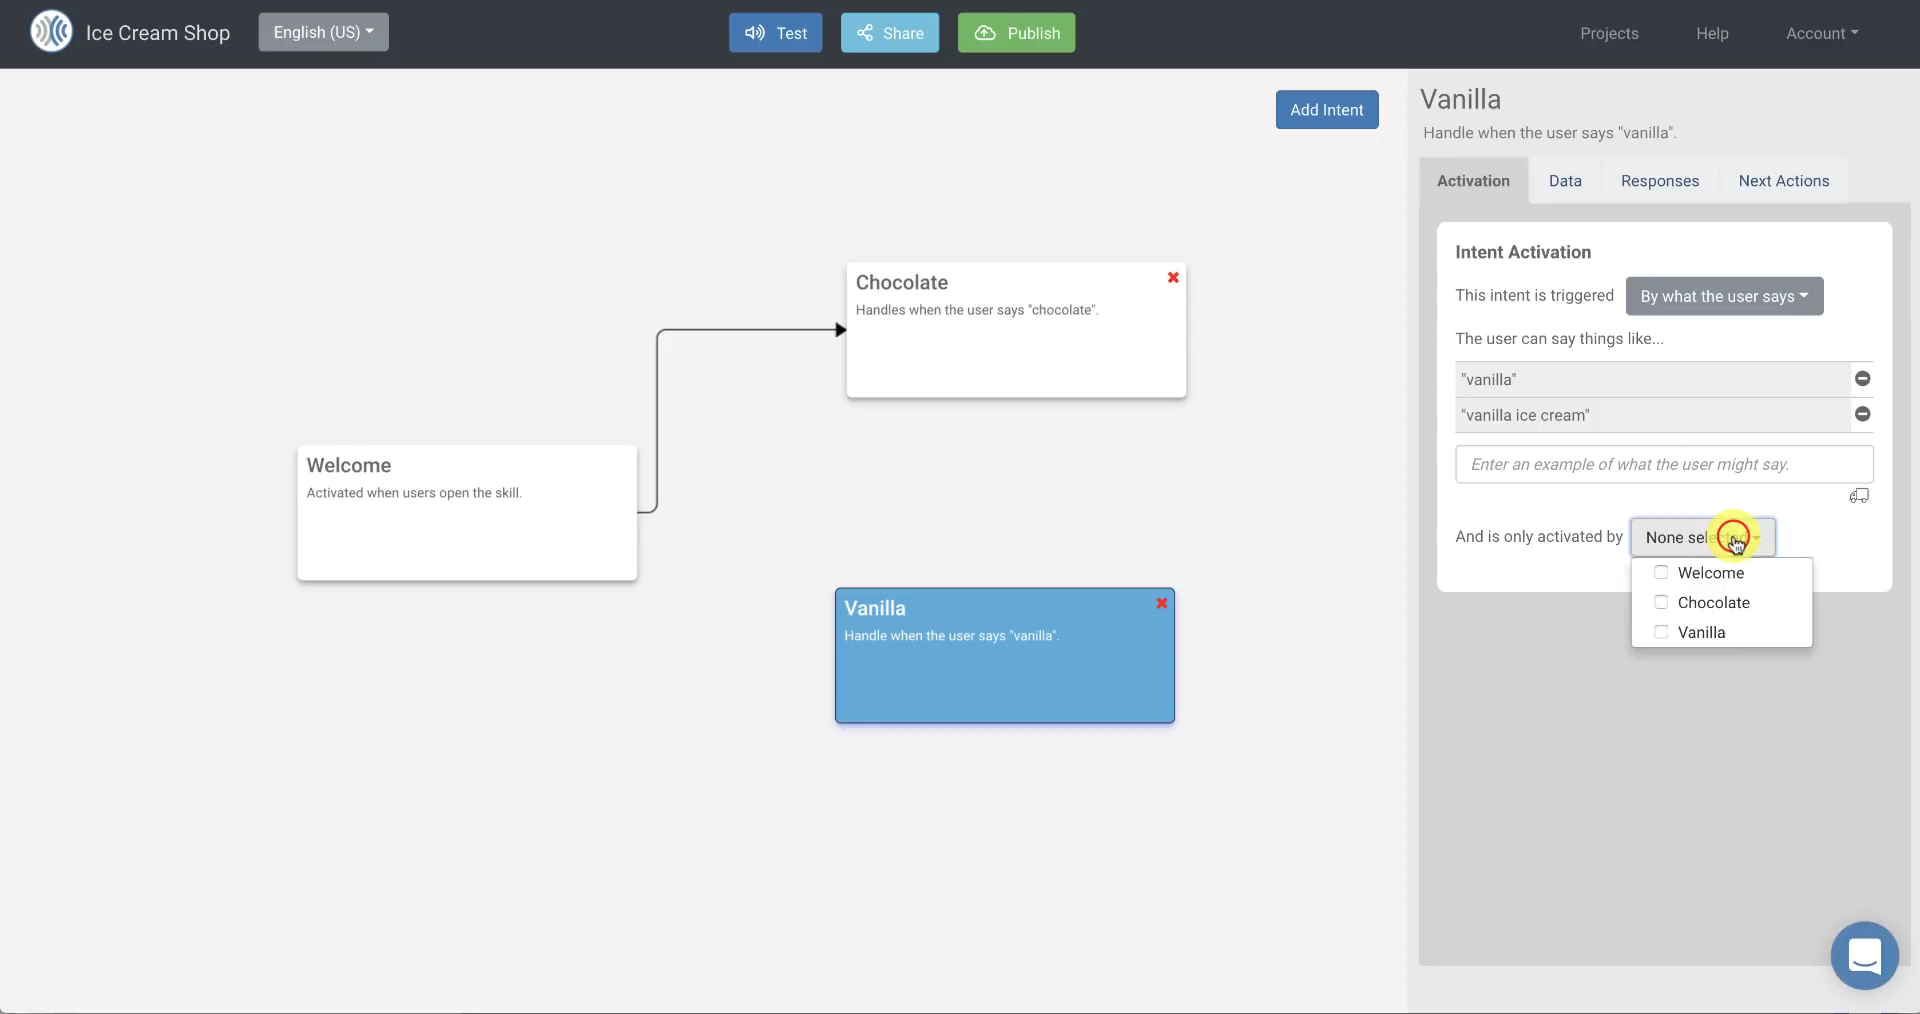 Ice Cream Shop
English (US)
Test
Share
Publish
Projects
Help
Account
Add Intent
Vanilla
Handle when the user says "vanilla".
Activation
Data
Responses
Next Actions
Intent Activation
This intent is triggered
By what the user says
The user can say things like...
"vanilla"
"vanilla ice cream"
Enter an example of what the user might say.
And is only activated by
None selected
Welcome
Chocolate
Vanilla
Chocolate
Handles when the user says "chocolate".
Welcome
Activated when users open the skill.
Vanilla
Handle when the user says "vanilla".